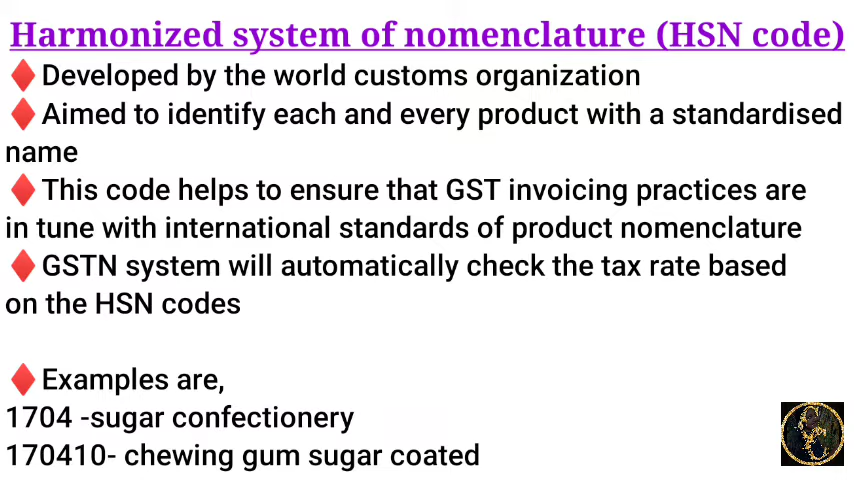 Harmonized system of nomenclature (HSN code)
♦️Developed by the world customs organization
♦️Aimed to identify each and every product with a standardised
name
♦️This code helps to ensure that GST invoicing practices are
in tune with international standards of product nomenclature
♦️GSTN system will automatically check the tax rate based
on the HSN codes
♦️Examples are,
1704 -sugar confectionery
170410- chewing gum sugar coated